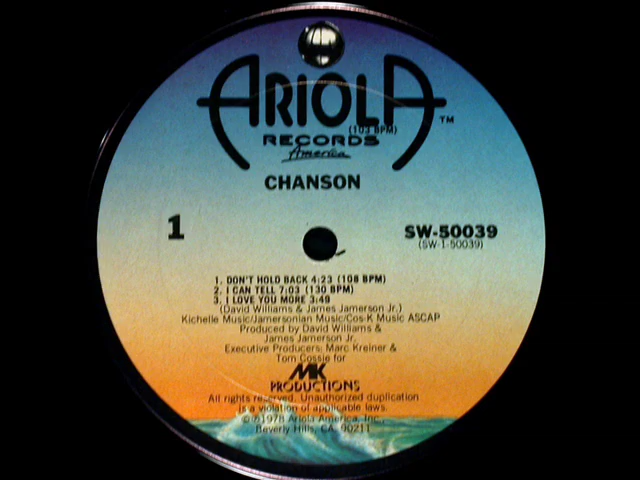 ARIOLA TM
(103 BPM)
RECORDS
America
CHANSON
1
SW-50039
(SW-1-50039)
1. DON'T HOLD BACK 4:23 (108 BPM)
2. I CAN TELL 7:03 (130 BPM)
3. I LOVE YOU MORE 3:49
(David Williams & James Jamerson Jr.)
Kichelle Music/Jamersonian Music/Cos-K Music ASCAP
Produced by David Williams &
James Jamerson Jr.
Executive Producers: Marc Kreiner &
Tom Cossie for
MK
PRODUCTIONS
All rights reserved. Unauthorized duplication
is a violation of applicable laws.
©℗1978 Ariola America, Inc.,
Beverly Hills, CA. 90211